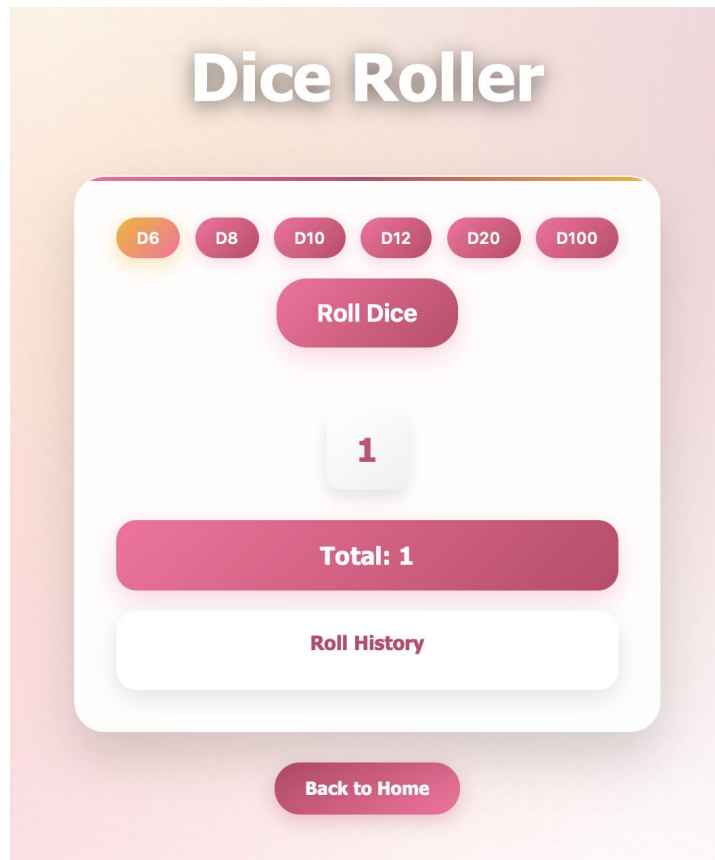 Dice Roller
D6 D8 D10 D12 D20 D100
Roll Dice
1
Total: 1
Roll History
Back to Home